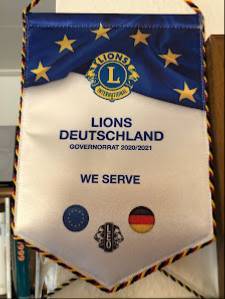 LIONS
L
INTERNATIONAL
LIONS
DEUTSCHLAND
GOVERNORRAT 2020/2021
WE SERVE